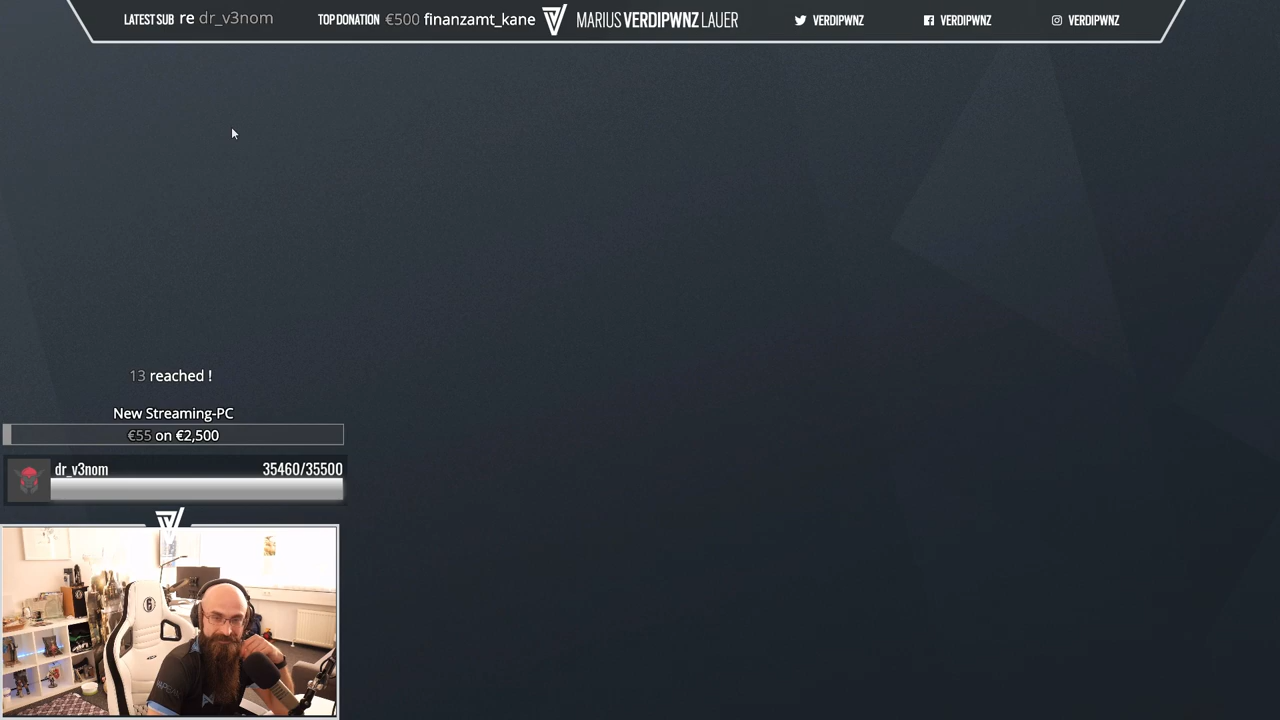 LATEST SUB re dr_v3nom
TOP DONATION €500 finanzamt_kane
MARIUS VERDIPWNZ LAUER
VERDIPWNZ
VERDIPWNZ
VERDIPWNZ
13 reached !
New Streaming-PC
€55 on €2,500
dr_v3nom 35460/35500